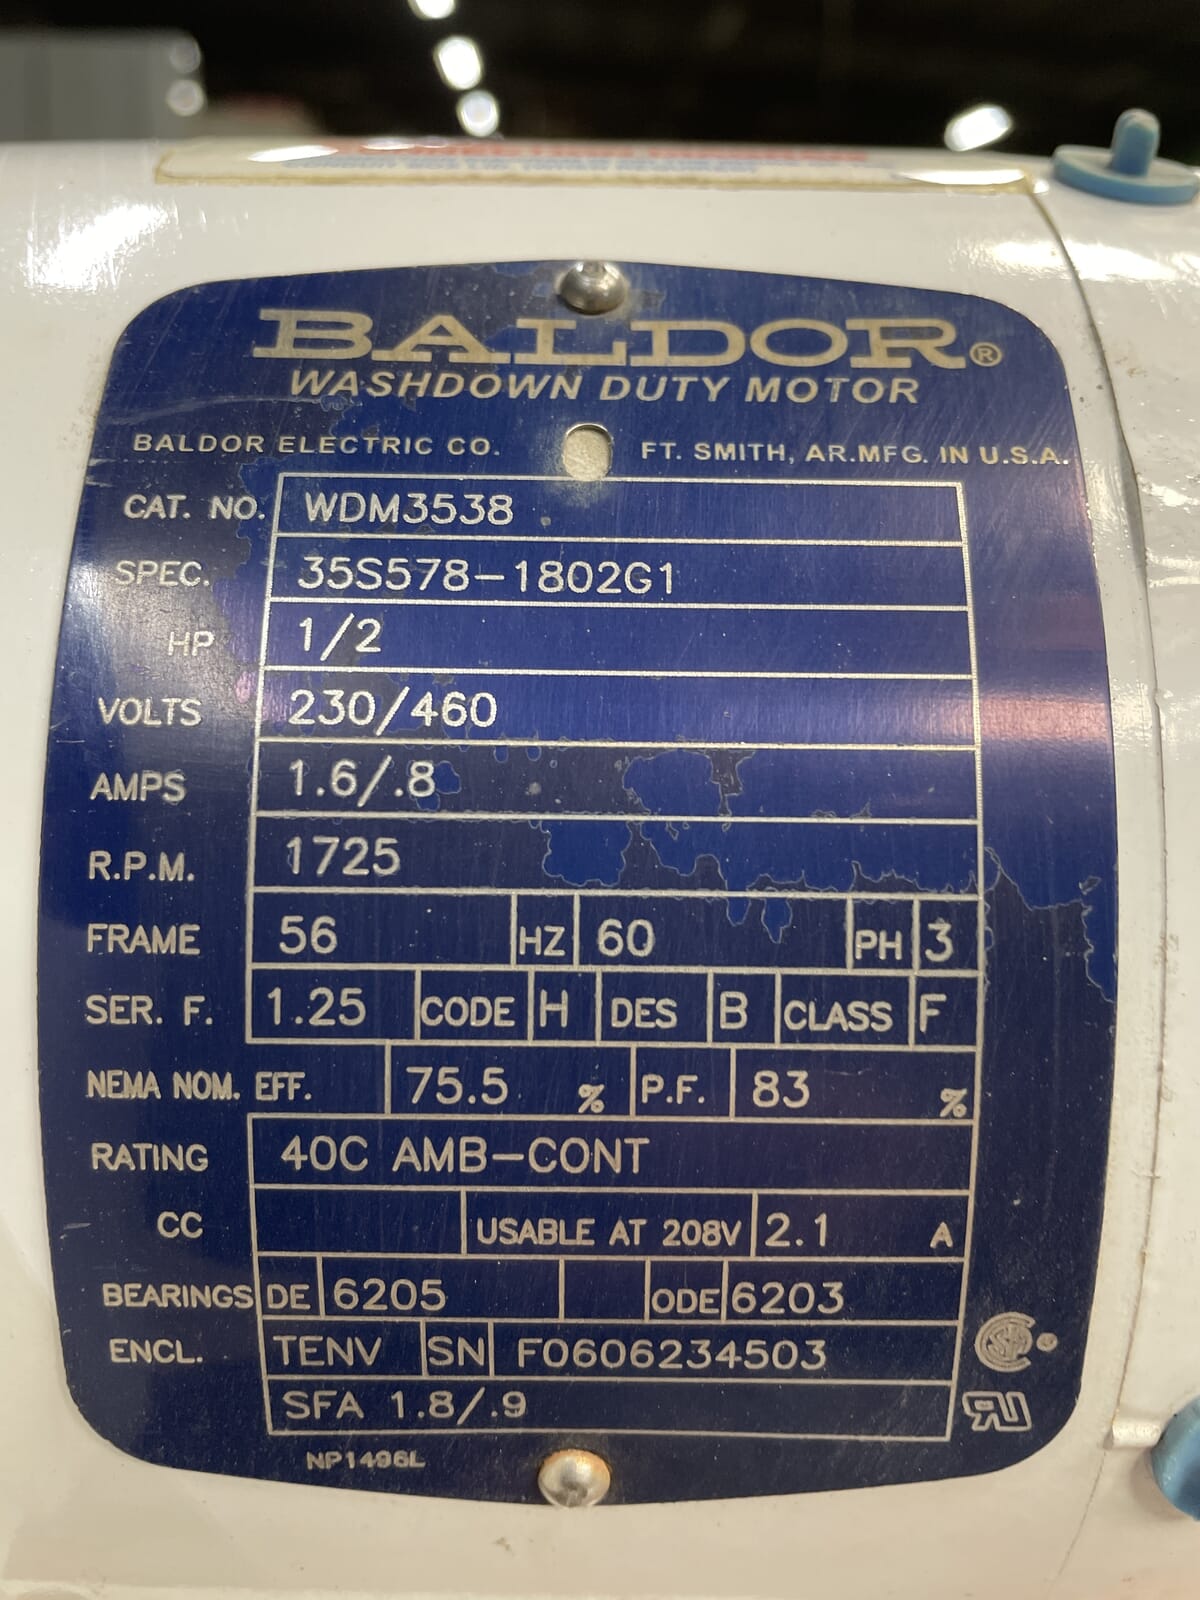 BALDOR®
WASHDOWN DUTY MOTOR
BALDOR ELECTRIC CO. FT. SMITH, AR.MFG. IN U.S.A.
CAT. NO. WDM3538
SPEC. 35S578-1802G1
HP 1/2
VOLTS 230/460
AMPS 1.6/.8
R.P.M. 1725
FRAME 56 HZ 60 PH 3
SER. F. 1.25 CODE H DES B CLASS F
NEMA NOM. EFF. 75.5 % P.F. 83 %
RATING 40C AMB-CONT
CC USABLE AT 208V 2.1 A
BEARINGS DE 6205 ODE 6203
ENCL. TENV SN F0606234503
SFA 1.8/.9
NP1496L